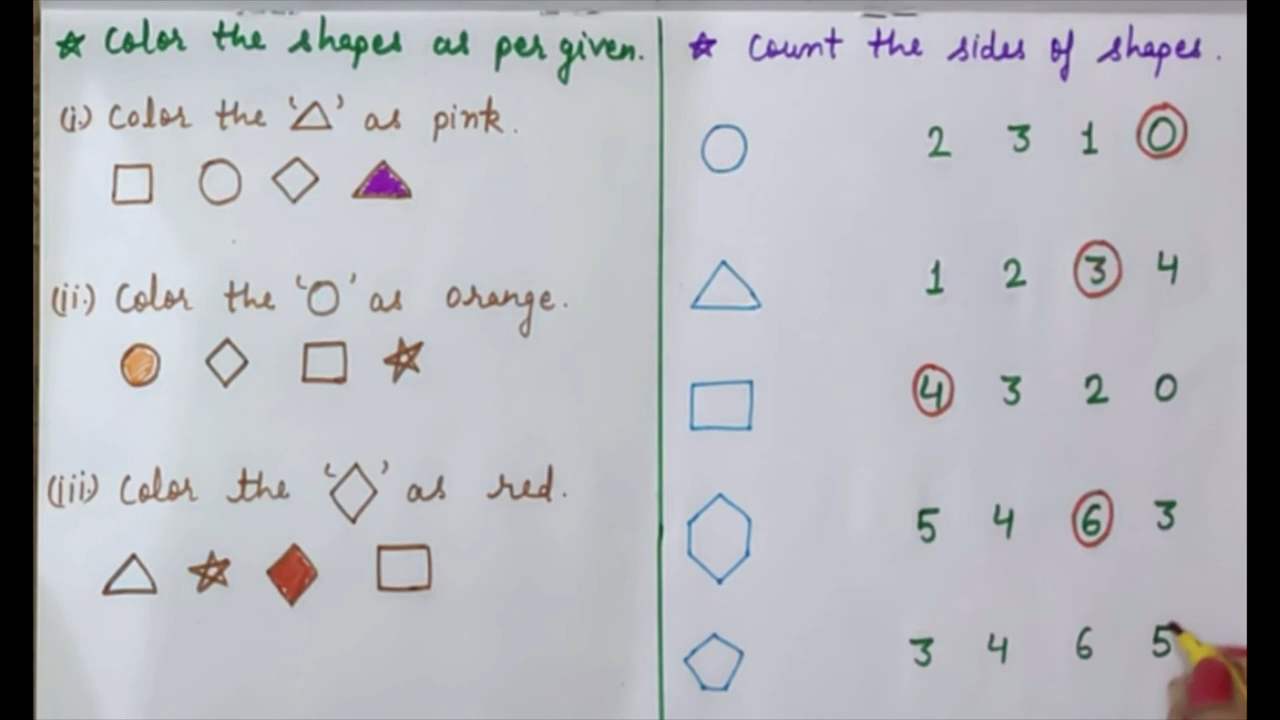 ☆ Color the shapes as per given.
(i.) Color the '△' as pink.
(ii.) Color the '○' as orange.
(iii.) Color the '◇' as red.
☆ Count the sides of shapes.
2 3 1 0
1 2 3 4
4 3 2 0
5 4 6 3
3 4 6 5